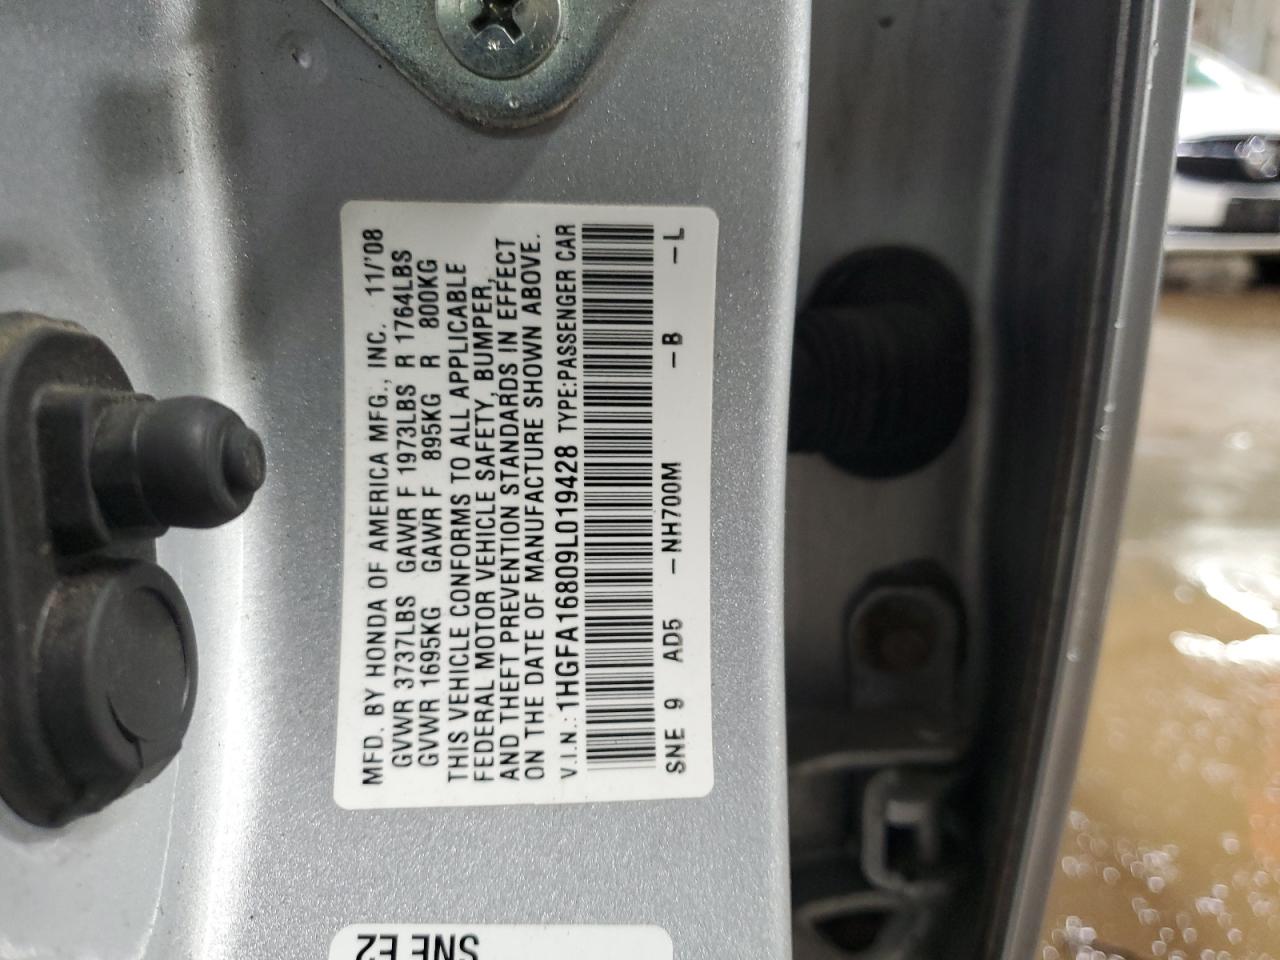 MFD. BY HONDA OF AMERICA MFG., INC. 11/'08
GVWR 3737LBS GAWR F 1973LBS R 1764LBS
GVWR 1695KG GAWR F 895KG R 800KG
THIS VEHICLE CONFORMS TO ALL APPLICABLE
FEDERAL MOTOR VEHICLE SAFETY, BUMPER,
AND THEFT PREVENTION STANDARDS IN EFFECT
ON THE DATE OF MANUFACTURE SHOWN ABOVE.
V.I.N.: 1HGFA16809L019428 TYPE:PASSENGER CAR
SNE 9 AD5 -NH700M -B -L
SNE E2